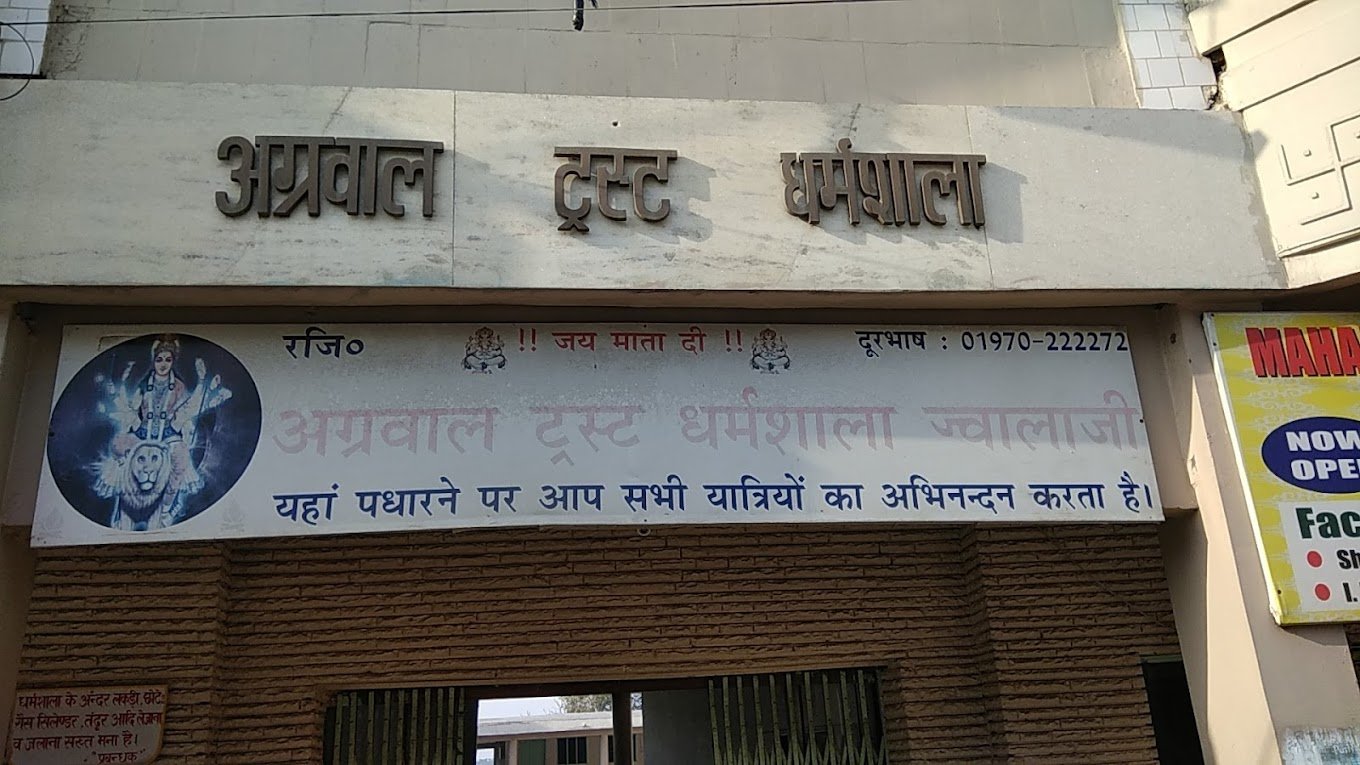 अग्रवाल ट्रस्ट धर्मशाला
रजि० !! जय माता दी !! दूरभाष : 01970-222272
अग्रवाल ट्रस्ट धर्मशाला ज्वालाजी
यहां पधारने पर आप सभी यात्रियों का अभिनन्दन करता है।
MAHA
NOW
OPE
Fac
Sh
I.
धर्मशाला के अन्दर लकड़ी, छोटे
गैस सिलेण्डर, तंदूर आदि लेजाना
व जलाना सख्त मना है।
"प्रबन्धक"